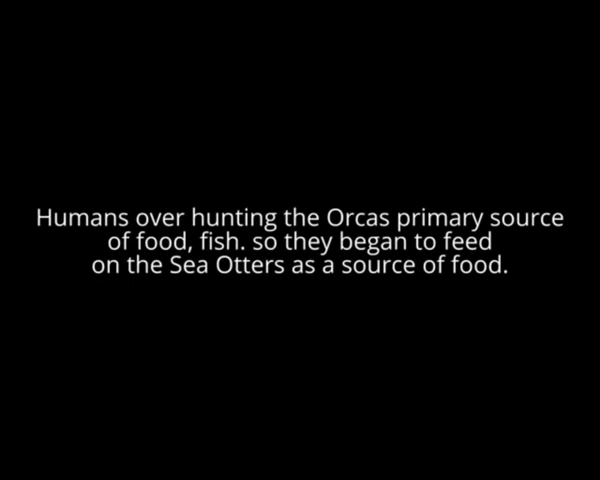 Humans over hunting the Orcas primary source
of food, fish. so they began to feed
on the Sea Otters as a source of food.